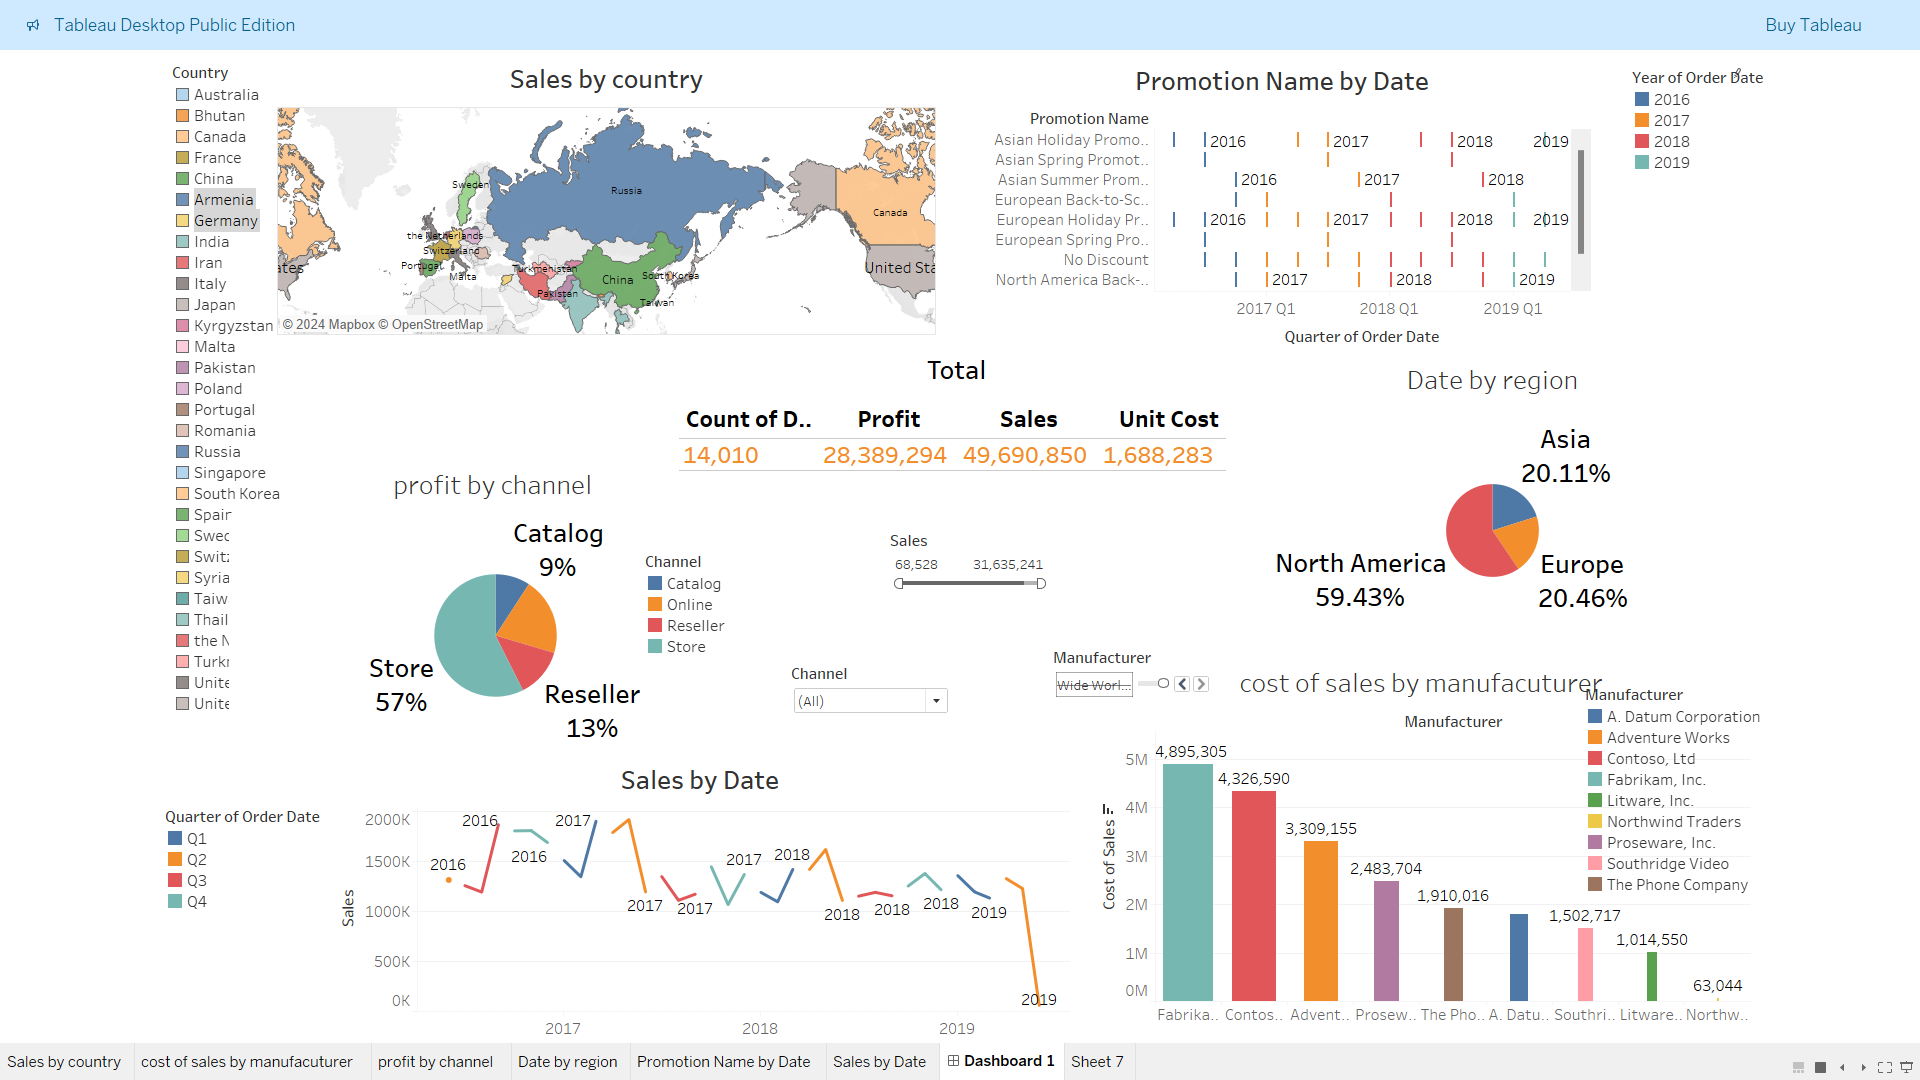 Tableau Desktop Public Edition
Buy Tableau
Country
Australia
Bhutan
Canada
France
China
Armenia
Germany
India
Iran
Italy
Japan
Kyrgyzstan
Malta
Pakistan
Poland
Portugal
Romania
Russia
Singapore
South Korea
Spain
Swed
Switz
Syria
Taiw
Thail
the N
Turkr
Unite
Unite
Sales by country
Sweden
Russia
Canada
the Netherlands
Switzerland
Portugal
Malta
Turkmenistan
Pakistan
China
South Korea
Taiwan
ates
United Sta
© 2024 Mapbox © OpenStreetMap
Promotion Name by Date
Promotion Name
Asian Holiday Promo.. 2016 2017 2018 2019
Asian Spring Promot..
Asian Summer Prom.. 2016 2017 2018
European Back-to-Sc..
European Holiday Pr.. 2016 2017 2018 2019
European Spring Pro..
No Discount
North America Back-.. 2017 2018 2019
2017 Q1 2018 Q1 2019 Q1
Quarter of Order Date
Year of Order Date
2016
2017
2018
2019
Total
Count of D.. Profit Sales Unit Cost
14,010 28,389,294 49,690,850 1,688,283
Date by region
Asia
20.11%
North America
59.43%
Europe
20.46%
profit by channel
Catalog
9%
Store
57%
Reseller
13%
Channel
Catalog
Online
Reseller
Store
Sales
68,528 31,635,241
Channel
(All)
Manufacturer
Wide Worl...
cost of sales by manufacuturer
Manufacturer
Cost of Sales
5M
4M
3M
2M
1M
0M
4,895,305
4,326,590
3,309,155
2,483,704
1,910,016
1,502,717
1,014,550
63,044
Fabrika.. Contos.. Advent.. Prosew.. The Pho.. A. Datu.. Southri.. Litware.. Northw..
Manufacturer
A. Datum Corporation
Adventure Works
Contoso, Ltd
Fabrikam, Inc.
Litware, Inc.
Northwind Traders
Proseware, Inc.
Southridge Video
The Phone Company
Sales by Date
Quarter of Order Date
Q1
Q2
Q3
Q4
Sales
2000K
1500K
1000K
500K
0K
2016
2016
2016
2017
2017
2017
2017
2018
2018
2018
2018
2019
2019
2017 2018 2019
Sales by country
cost of sales by manufacuturer
profit by channel
Date by region
Promotion Name by Date
Sales by Date
Dashboard 1
Sheet 7